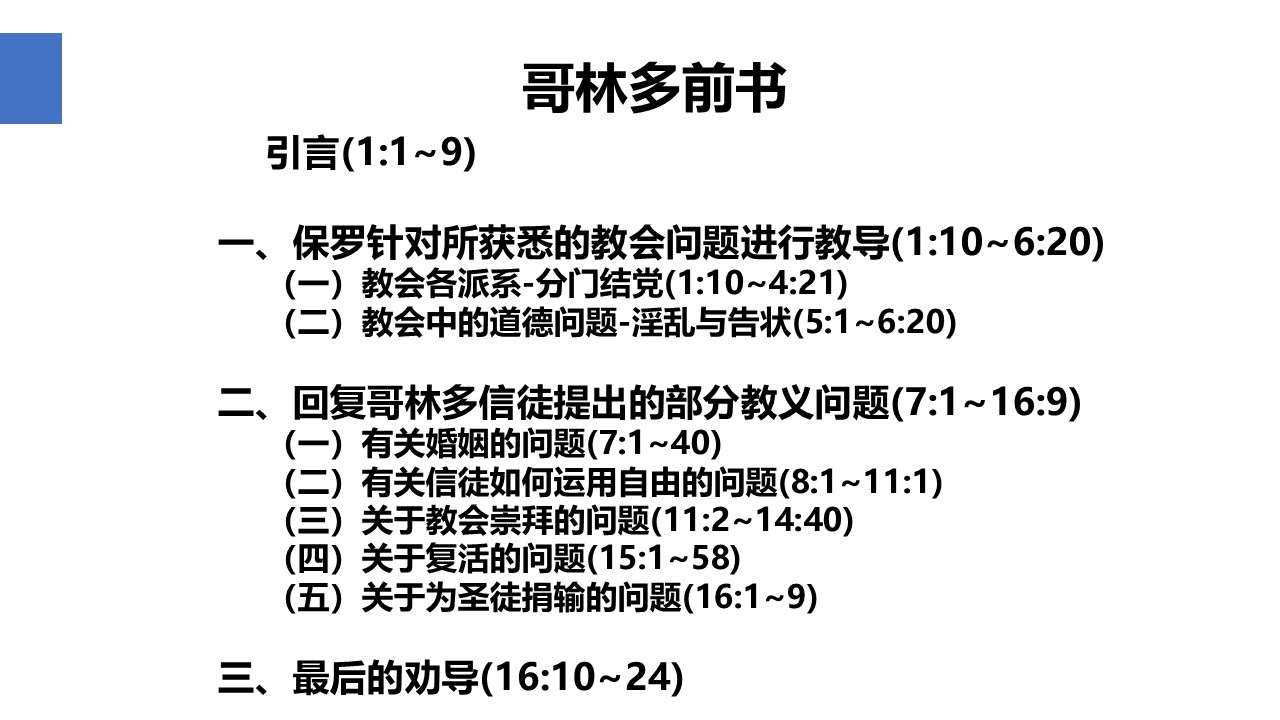 哥林多前书
引言(1:1~9)
一、保罗针对所获悉的教会问题进行教导(1:10~6:20)
（一）教会各派系-分门结党(1:10~4:21)
（二）教会中的道德问题-淫乱与告状(5:1~6:20)
二、回复哥林多信徒提出的部分教义问题(7:1~16:9)
（一）有关婚姻的问题(7:1~40)
（二）有关信徒如何运用自由的问题(8:1~11:1)
（三）关于教会崇拜的问题(11:2~14:40)
（四）关于复活的问题(15:1~58)
（五）关于为圣徒捐输的问题(16:1~9)
三、最后的劝导(16:10~24)